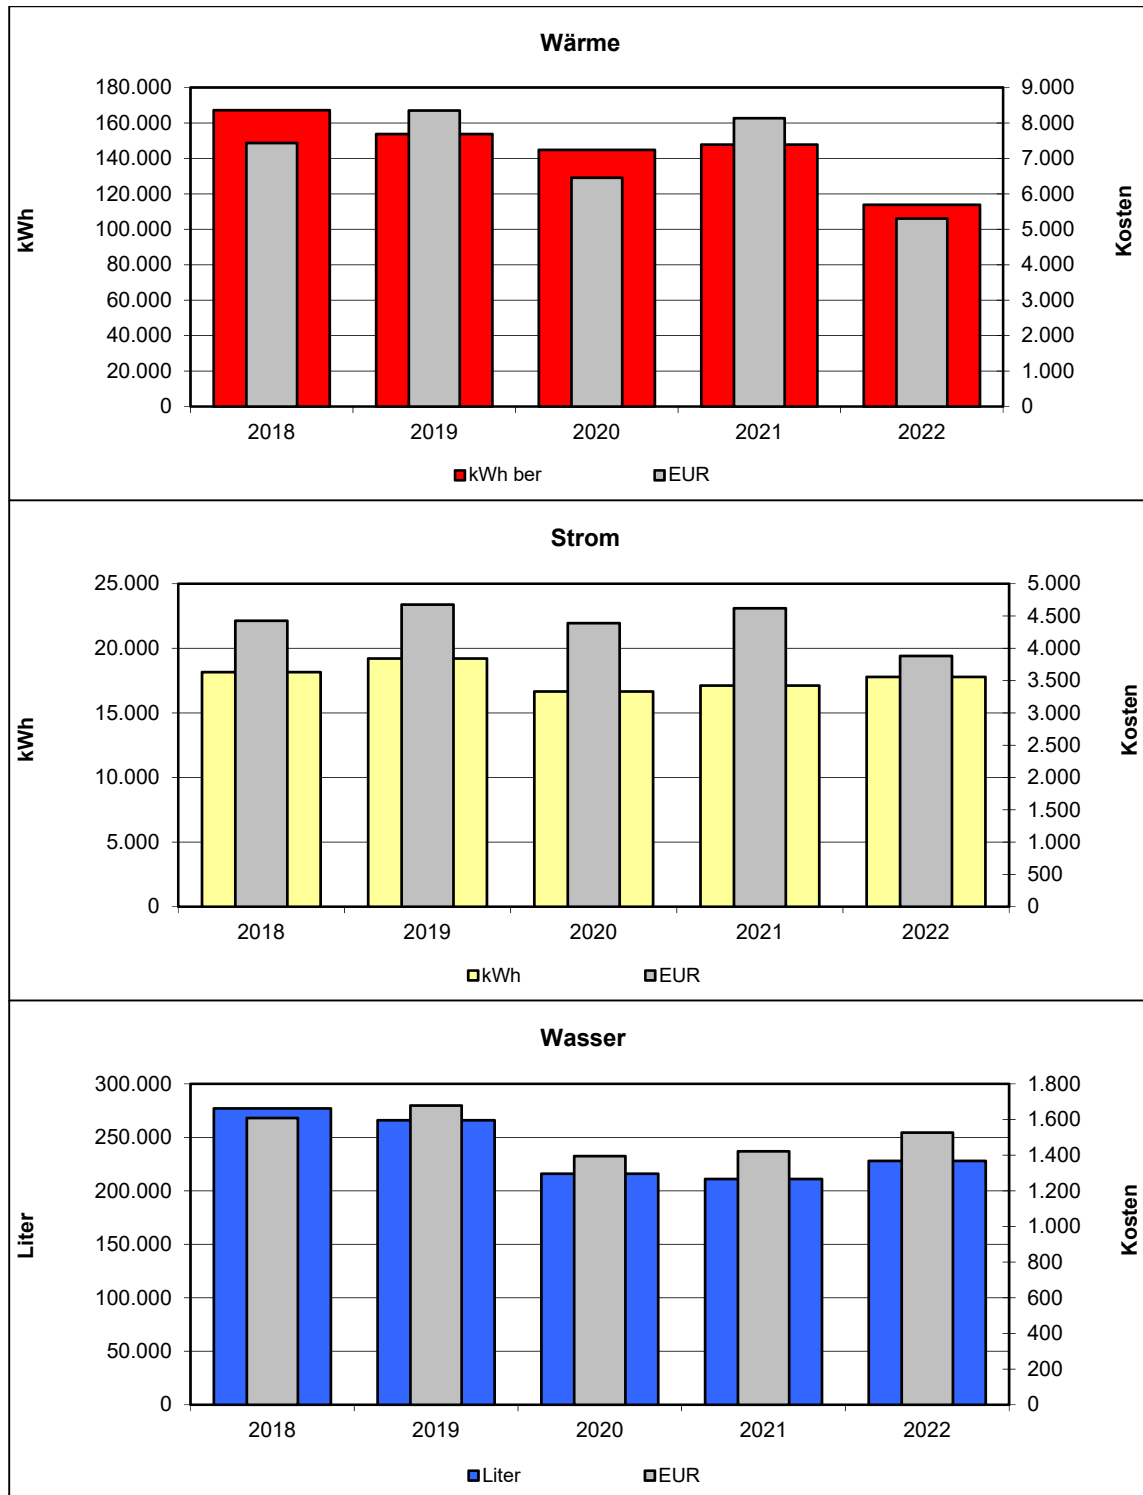 Wärme
180.000 9.000
160.000 8.000
140.000 7.000
120.000 6.000
100.000 5.000
80.000 4.000
60.000 3.000
40.000 2.000
20.000 1.000
0 0
kWh
Kosten
2018 2019 2020 2021 2022
kWh ber EUR
Strom
25.000 5.000
4.500
20.000 4.000
3.500
15.000 3.000
2.500
10.000 2.000
1.500
5.000 1.000
500
0 0
kWh
Kosten
2018 2019 2020 2021 2022
kWh EUR
Wasser
300.000 1.800
250.000 1.600
1.400
200.000 1.200
150.000 1.000
800
100.000 600
50.000 400
200
0 0
Liter
Kosten
2018 2019 2020 2021 2022
Liter EUR